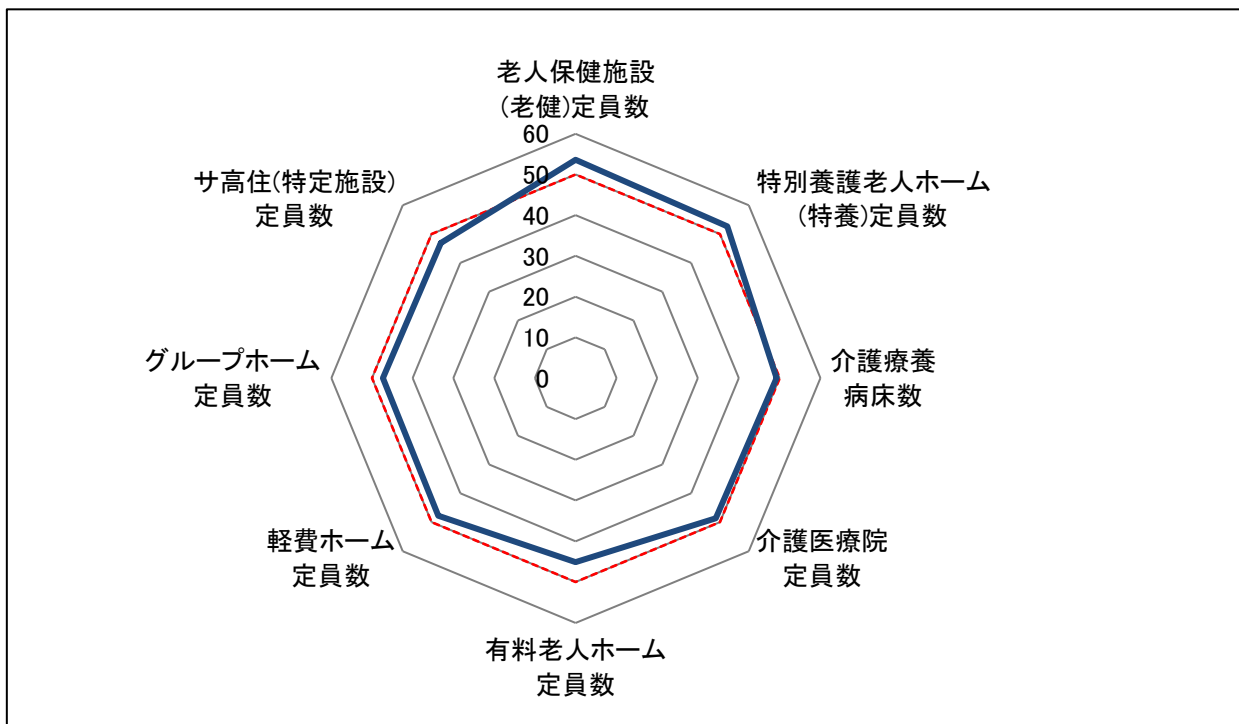 老人保健施設
(老健)定員数
60
50
40
30
20
10
0
特別養護老人ホーム
(特養)定員数
介護療養
病床数
介護医療院
定員数
有料老人ホーム
定員数
軽費ホーム
定員数
グループホーム
定員数
サ高住(特定施設)
定員数